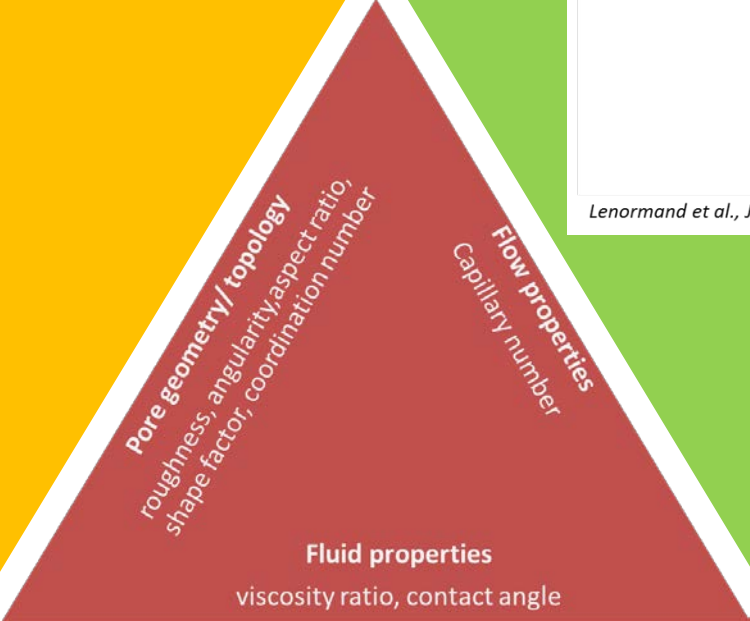 Lenormand et al., J
Pore geometry/ topology
roughness, angularity,aspect ratio,
shape factor, coordination number
Flow properties
Capillary number
Fluid properties
viscosity ratio, contact angle